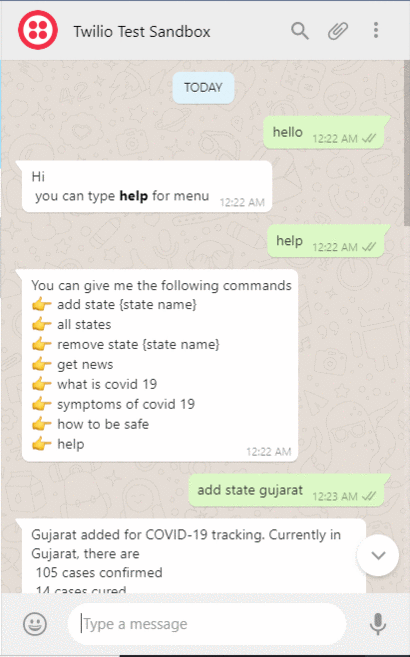 Twilio Test Sandbox
TODAY
hello 12:22 AM
Hi
you can type help for menu 12:22 AM
help 12:22 AM
You can give me the following commands
👉 add state {state name}
👉 all states
👉 remove state {state name}
👉 get news
👉 what is covid 19
👉 symptoms of covid 19
👉 how to be safe
👉 help
12:22 AM
add state gujarat 12:23 AM
Gujarat added for COVID-19 tracking. Currently in
Gujarat, there are
105 cases confirmed
14 cases cured
Type a message